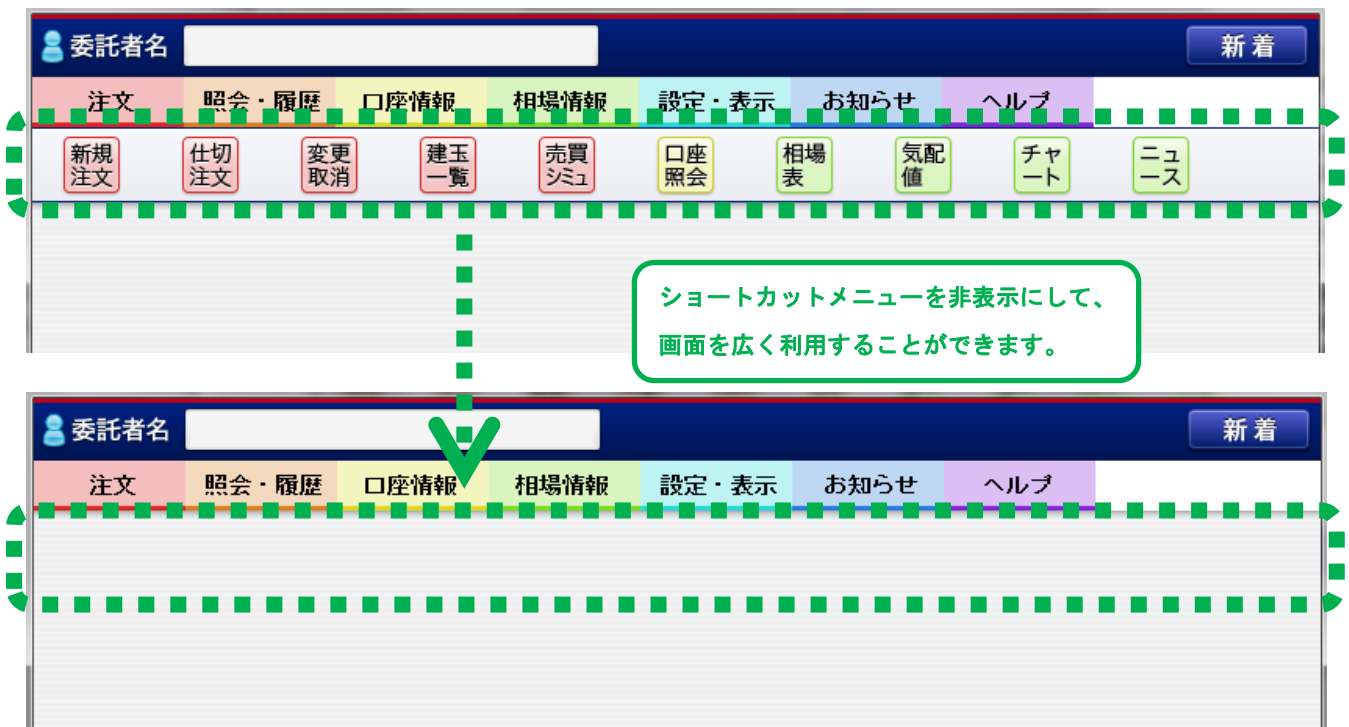 委託者名
新着
注文 照会・履歴 口座情報 相場情報 設定・表示 お知らせ ヘルプ
新規 仕切 変更 建玉 売買 口座 相場 気配 チャ ニュ
注文 注文 取消 一覧 シミュ 照会 表 値 ート ース
ショートカットメニューを非表示にして、
画面を広く利用することができます。
委託者名
新着
注文 照会・履歴 口座情報 相場情報 設定・表示 お知らせ ヘルプ